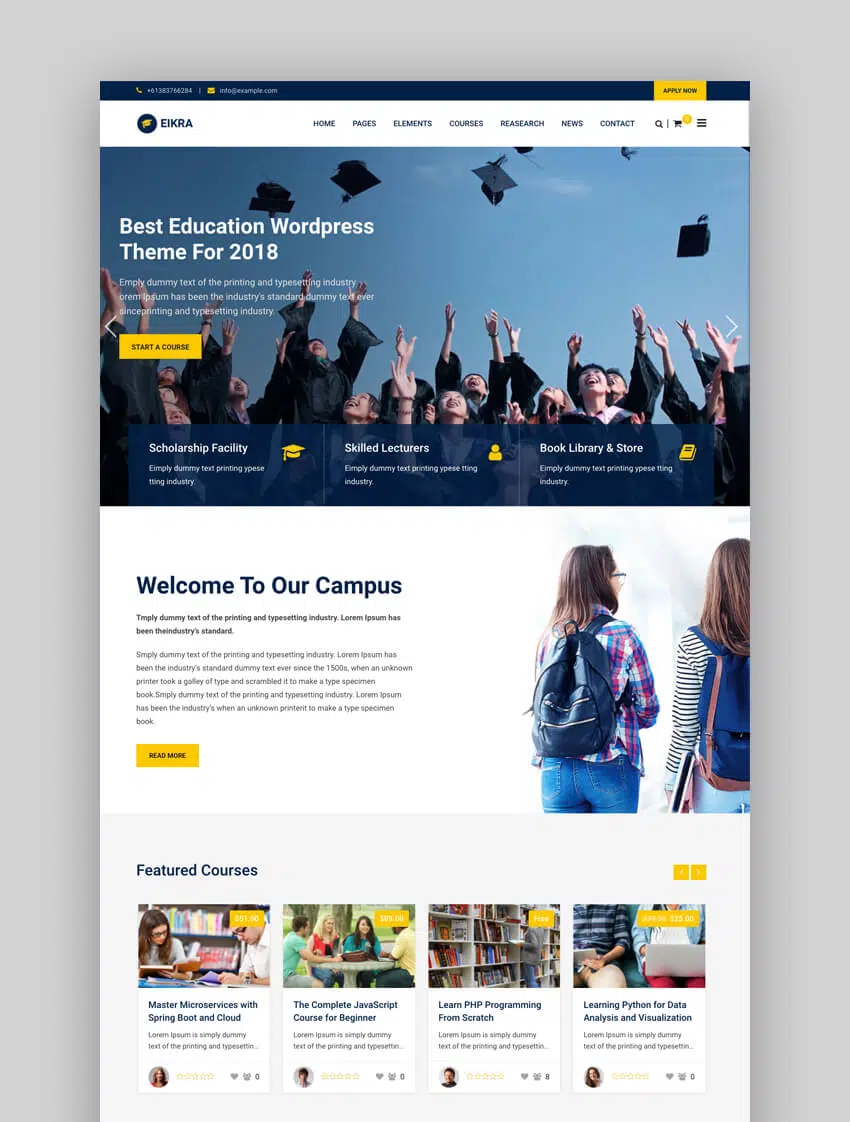 +61383766284 | info@example.com
APPLY NOW
EIKRA
HOME PAGES ELEMENTS COURSES REASEARCH NEWS CONTACT
Best Education Wordpress
Theme For 2018
Emply dummy text of the printing and typesetting industry
orem Ipsum has been the industry's standard dummy text ever
sinceprinting and typesetting industry.
START A COURSE
Scholarship Facility
Eimply dummy text printing ypese
tting industry.
Skilled Lecturers
Eimply dummy text printing ypese tting
industry.
Book Library & Store
Eimply dummy text printing ypese tting
industry.
Welcome To Our Campus
Tmply dummy text of the printing and typesetting industry. Lorem Ipsum has
been theindustry's standard.
Smply dummy text of the printing and typesetting industry. Lorem Ipsum has
been the industry's standard dummy text ever since the 1500s, when an unknown
printer took a galley of type and scrambled it to make a type specimen
book.Smply dummy text of the printing and typesetting industry. Lorem Ipsum
has been the industry's when an unknown printerit to make a type specimen
book.
READ MORE
Featured Courses
$51.00
Master Microservices with
Spring Boot and Cloud
Lorem Ipsum is simply dummy
text of the printing and typesettin...
0
$89.00
The Complete JavaScript
Course for Beginner
Lorem Ipsum is simply dummy
text of the printing and typesettin...
0
Free
Learn PHP Programming
From Scratch
Lorem Ipsum is simply dummy
text of the printing and typesettin...
8
$25.00
Learning Python for Data
Analysis and Visualization
Lorem Ipsum is simply dummy
text of the printing and typesettin...
0